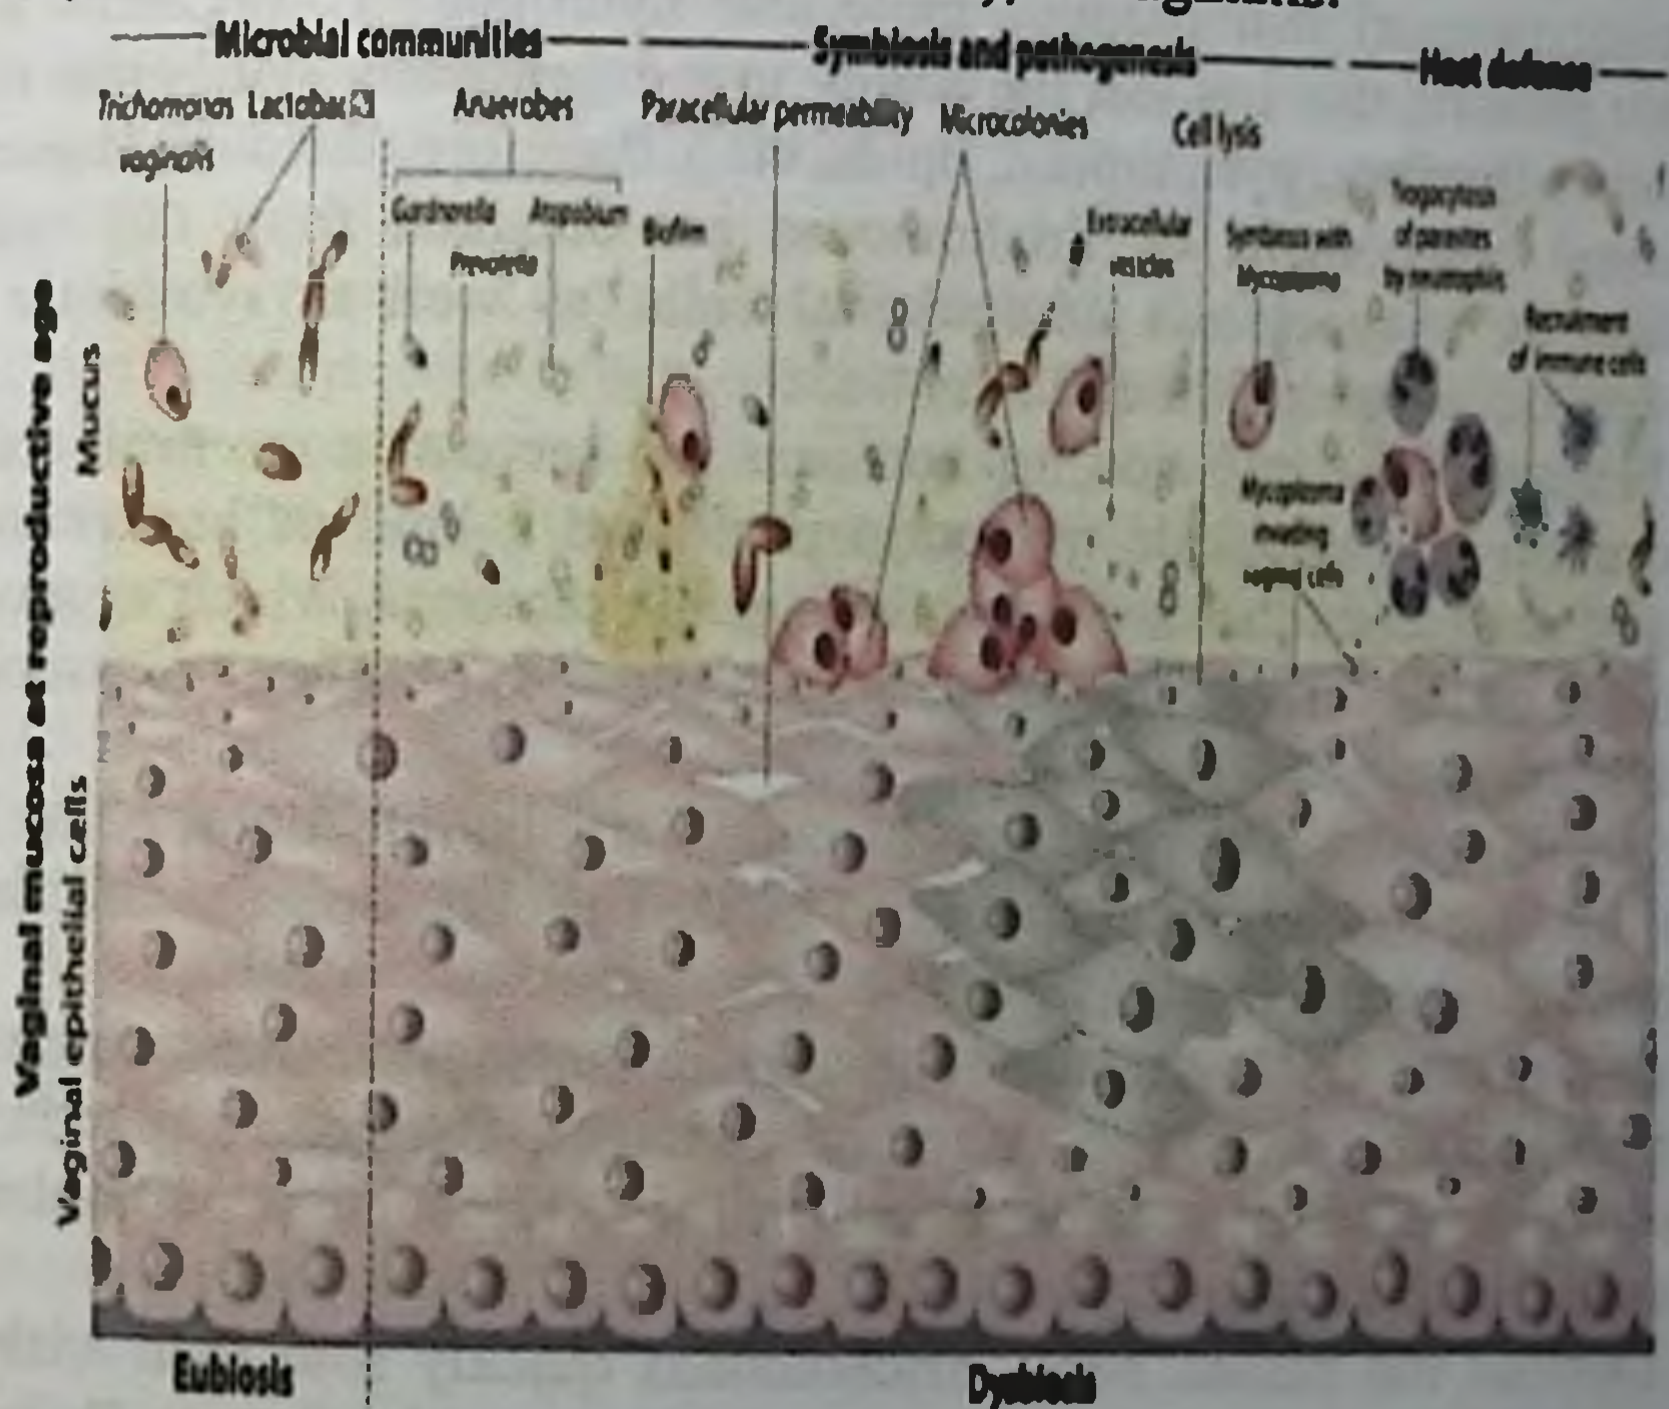 Microbial communities
Symbiosis and pathogenesis
Host defense
Trichomonas
vaginalis
Lactobacilli
Anaerobes
Paracellular permeability
Microcolonies
Cell lysis
Gardnerella
Atopobium
Prevotella
Biofilm
Extracellular
vesicles
Symbiosis with
Mycoplasma
Trogocytosis
of parasites
by neutrophils
Recruitment
of immune cells
Mycoplasma
invading
vaginal cells
Vaginal mucosa at reproductive age
Mucus
Vaginal epithelial cells
Eubiosis
Dysbiosis